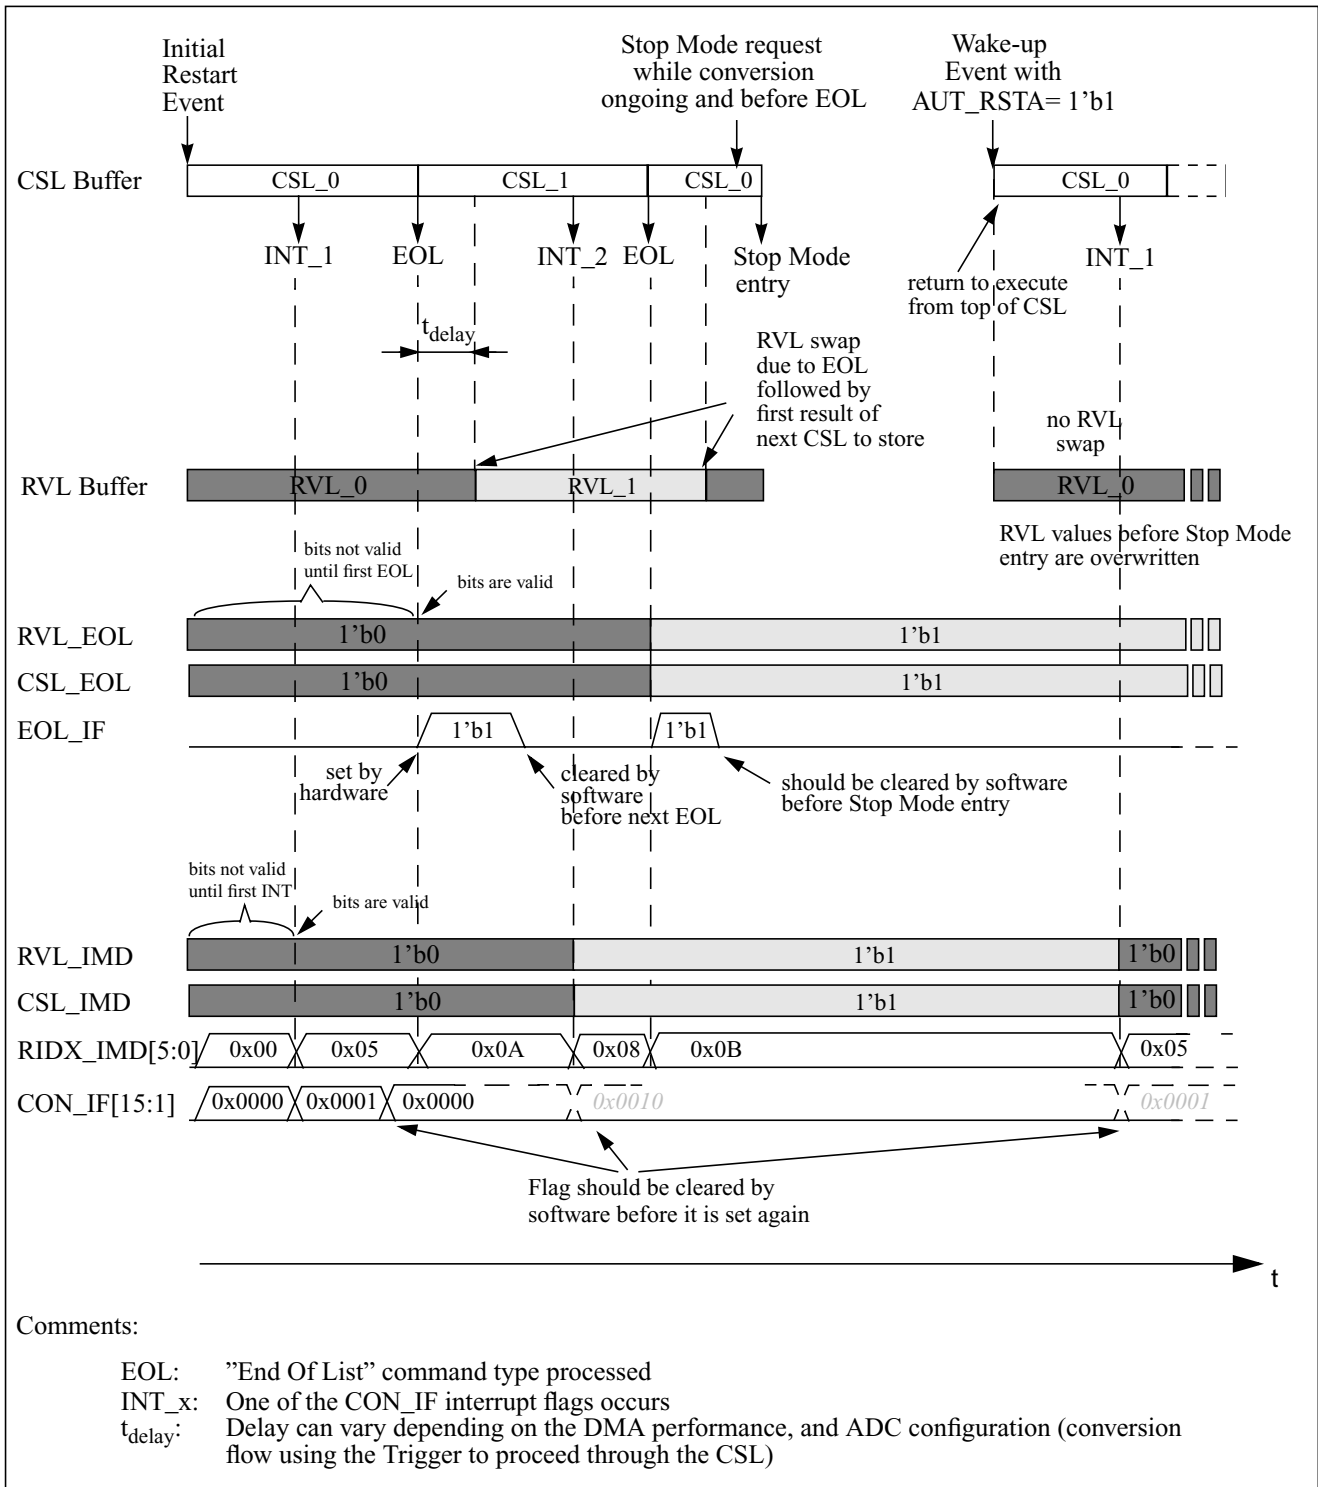 Initial
Restart
Event
Stop Mode request
while conversion
ongoing and before EOL
Wake-up
Event with
AUT_RSTA= 1’b1
CSL Buffer
CSL_0
CSL_1
CSL_0
CSL_0
INT_1
EOL
INT_2
EOL
Stop Mode
entry
INT_1
return to execute
from top of CSL
tdelay
RVL swap
due to EOL
followed by
first result of
next CSL to store
no RVL
swap
RVL Buffer
RVL_0
RVL_1
RVL_0
RVL values before Stop Mode
entry are overwritten
bits not valid
until first EOL
bits are valid
RVL_EOL
1’b0
1’b1
CSL_EOL
1’b0
1’b1
EOL_IF
1’b1
1’b1
set by
hardware
cleared by
software
before next EOL
should be cleared by software
before Stop Mode entry
bits not valid
until first INT
bits are valid
RVL_IMD
1’b0
1’b1
1’b0
CSL_IMD
1’b0
1’b1
1’b0
RIDX_IMD[5:0]
0x00
0x05
0x0A
0x08
0x0B
0x05
CON_IF[15:1]
0x0000
0x0001
0x0000
0x0010
0x0001
Flag should be cleared by
software before it is set again
t
Comments:
EOL: ”End Of List” command type processed
INT_x: One of the CON_IF interrupt flags occurs
tdelay: Delay can vary depending on the DMA performance, and ADC configuration (conversion
flow using the Trigger to proceed through the CSL)